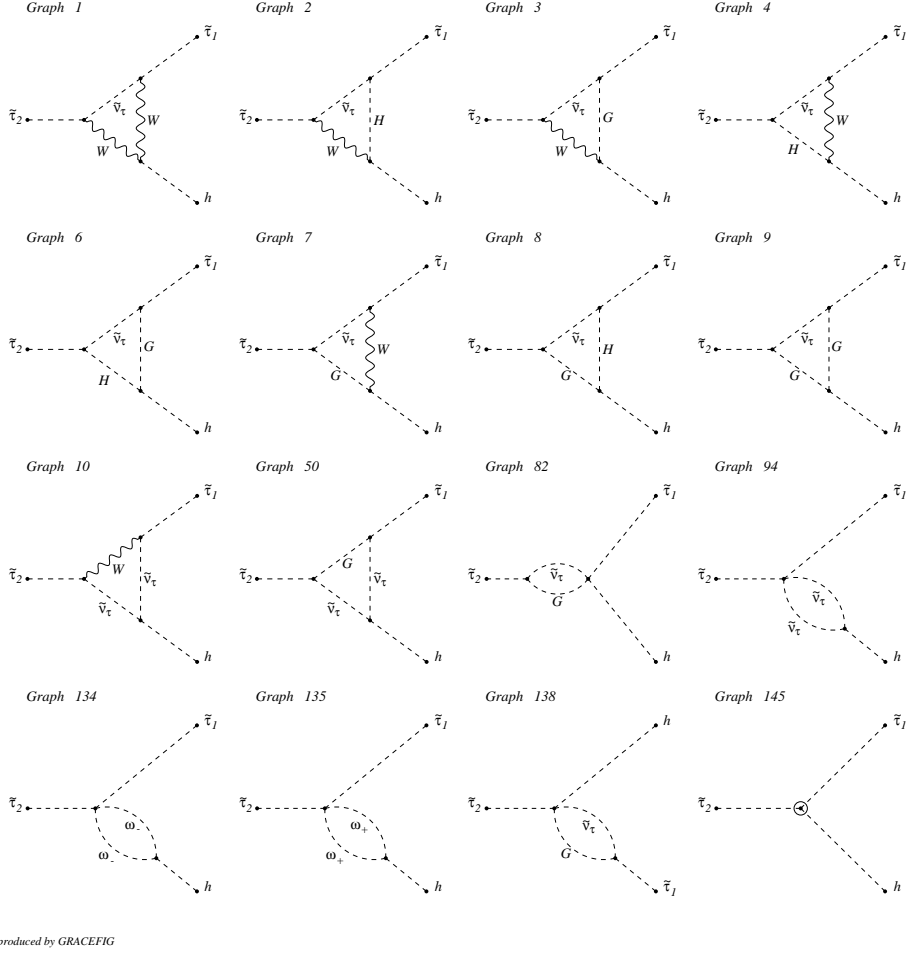 Graph 1
Graph 2
Graph 3
Graph 4
τ̃₂ ν̃τ W W τ̃₁ h
τ̃₂ ν̃τ W H τ̃₁ h
τ̃₂ ν̃τ W G τ̃₁ h
τ̃₂ ν̃τ H W τ̃₁ h
Graph 6
Graph 7
Graph 8
Graph 9
τ̃₂ ν̃τ H G τ̃₁ h
τ̃₂ ν̃τ G W τ̃₁ h
τ̃₂ ν̃τ G H τ̃₁ h
τ̃₂ ν̃τ G G τ̃₁ h
Graph 10
Graph 50
Graph 82
Graph 94
τ̃₂ W ν̃τ ν̃τ τ̃₁ h
τ̃₂ G ν̃τ ν̃τ τ̃₁ h
τ̃₂ ν̃τ G τ̃₁ h
τ̃₂ ν̃τ ν̃τ τ̃₁ h
Graph 134
Graph 135
Graph 138
Graph 145
τ̃₂ ω₋ ω₋ τ̃₁ h
τ̃₂ ω₊ ω₊ τ̃₁ h
τ̃₂ ν̃τ G h τ̃₁
τ̃₂ τ̃₁ h
produced by GRACEFIG